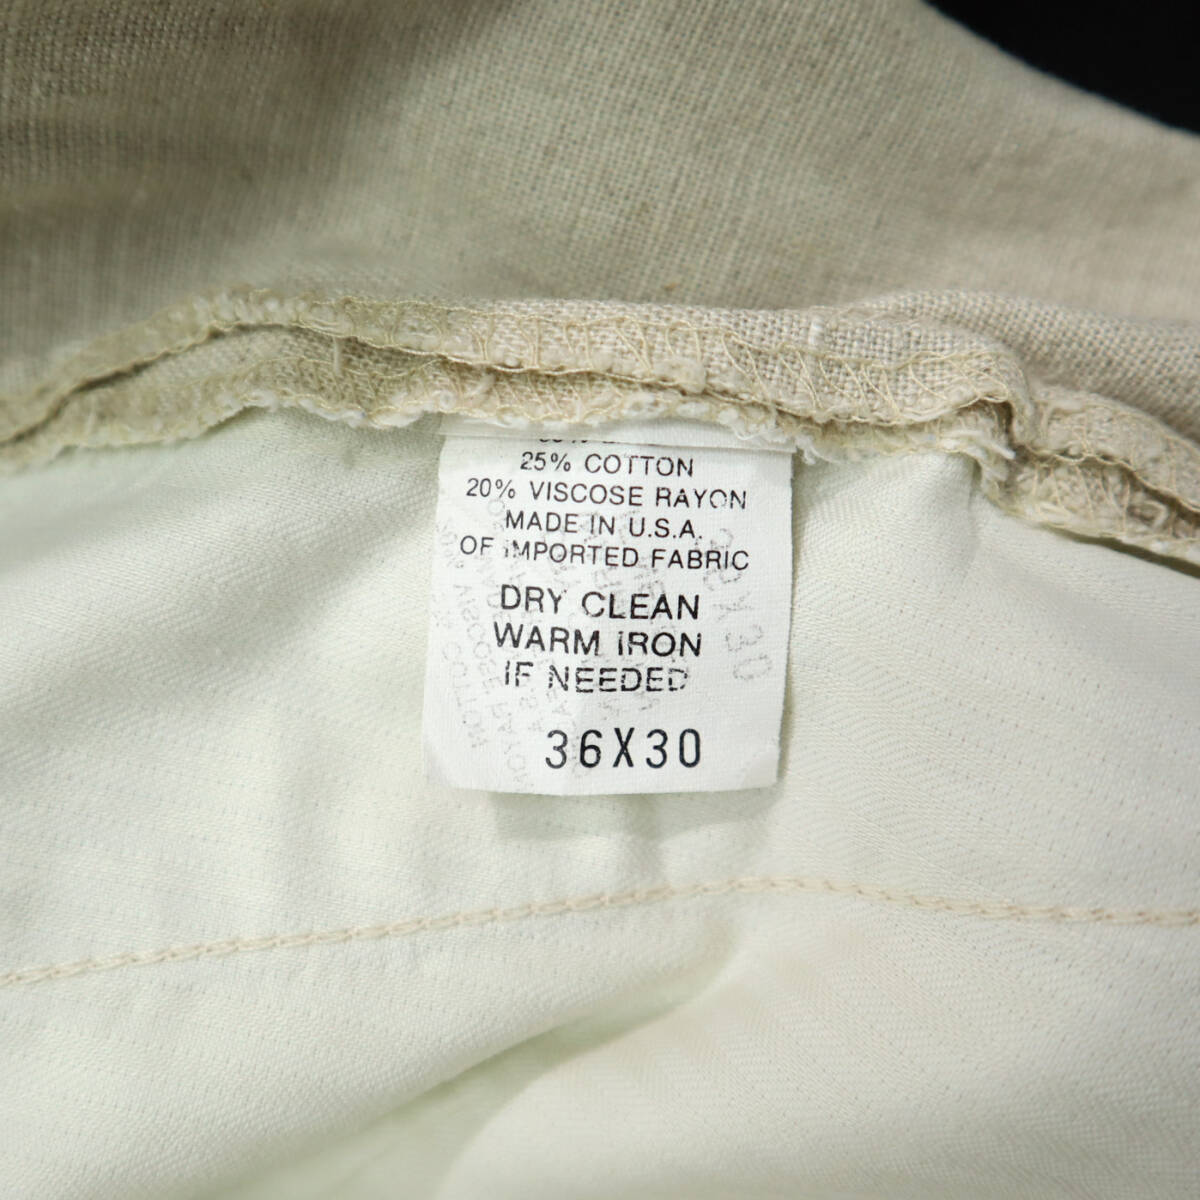 25% COTTON
20% VISCOSE RAYON
MADE IN U.S.A.
OF IMPORTED FABRIC
DRY CLEAN
WARM IRON
IF NEEDED
36X30